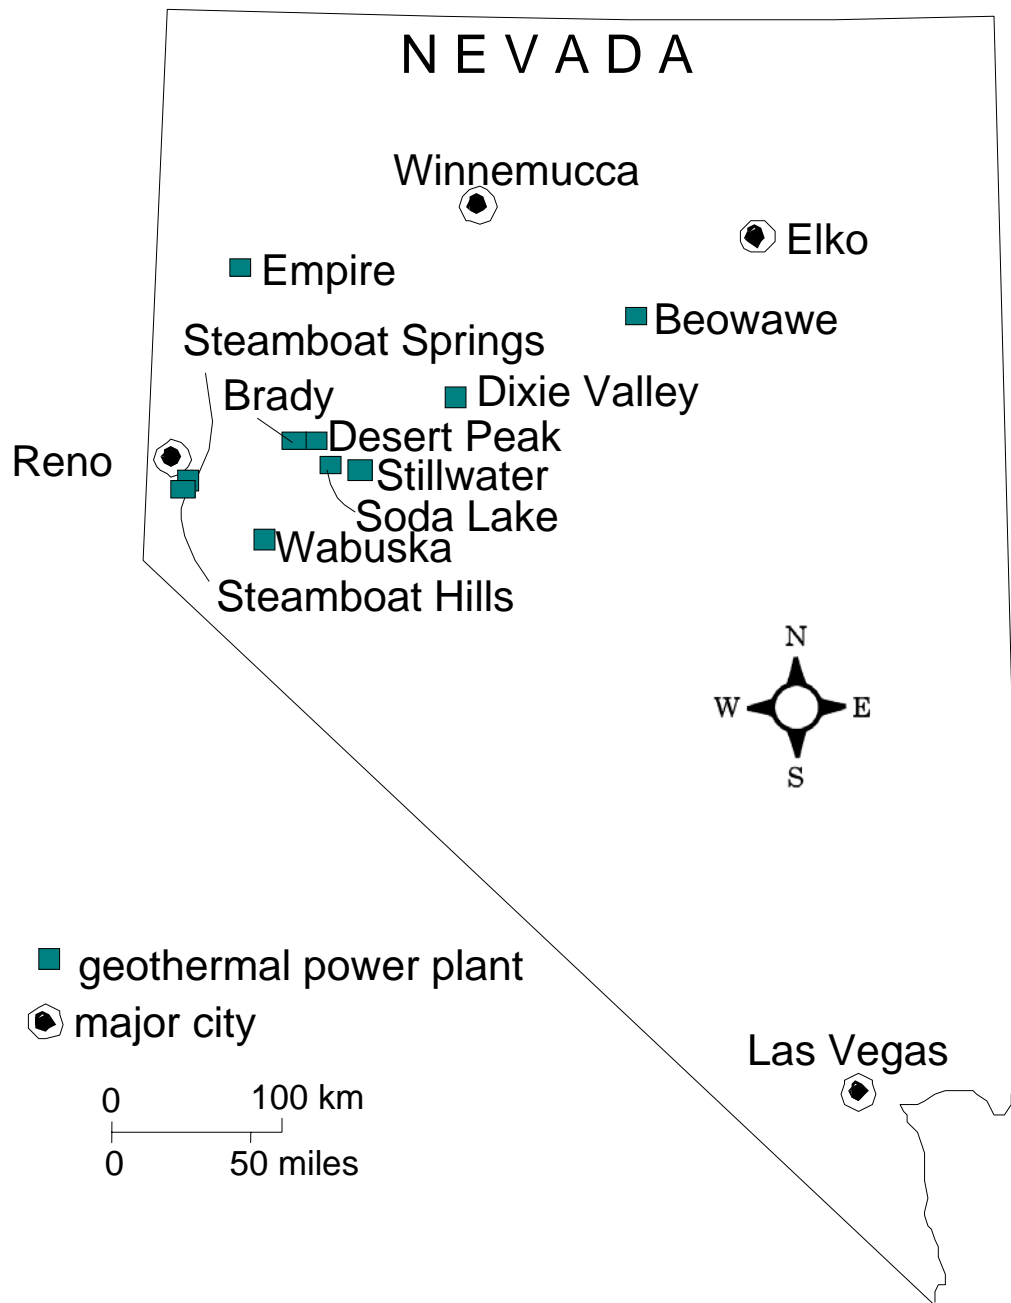 N E V A D A
Winnemucca
Elko
Empire
Beowawe
Steamboat Springs
Dixie Valley
Brady
Desert Peak
Reno
Stillwater
Soda Lake
Wabuska
Steamboat Hills
N
W E
S
geothermal power plant
major city
Las Vegas
0 100 km
0 50 miles